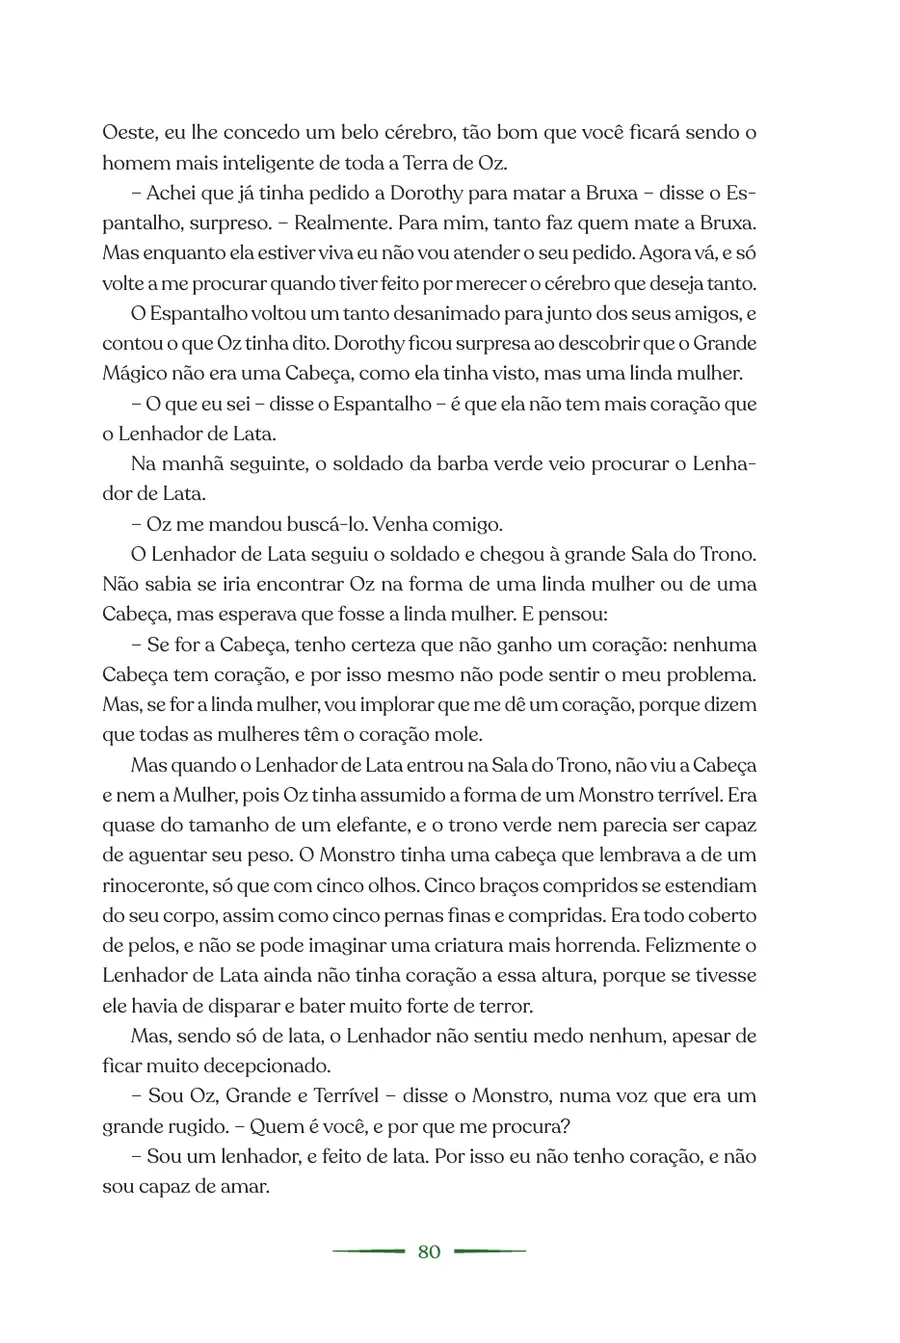 Oeste, eu lhe concedo um belo cérebro, tão bom que você ficará sendo o
homem mais inteligente de toda a Terra de Oz.
– Achei que já tinha pedido a Dorothy para matar a Bruxa – disse o Es-
pantalho, surpreso. – Realmente. Para mim, tanto faz quem mate a Bruxa.
Mas enquanto ela estiver viva eu não vou atender o seu pedido. Agora vá, e só
volte a me procurar quando tiver feito por merecer o cérebro que deseja tanto.
O Espantalho voltou um tanto desanimado para junto dos seus amigos, e
contou o que Oz tinha dito. Dorothy ficou surpresa ao descobrir que o Grande
Mágico não era uma Cabeça, como ela tinha visto, mas uma linda mulher.
– O que eu sei – disse o Espantalho – é que ela não tem mais coração que
o Lenhador de Lata.
Na manhã seguinte, o soldado da barba verde veio procurar o Lenha-
dor de Lata.
– Oz me mandou buscá-lo. Venha comigo.
O Lenhador de Lata seguiu o soldado e chegou à grande Sala do Trono.
Não sabia se iria encontrar Oz na forma de uma linda mulher ou de uma
Cabeça, mas esperava que fosse a linda mulher. E pensou:
– Se for a Cabeça, tenho certeza que não ganho um coração: nenhuma
Cabeça tem coração, e por isso mesmo não pode sentir o meu problema.
Mas, se for a linda mulher, vou implorar que me dê um coração, porque dizem
que todas as mulheres têm o coração mole.
Mas quando o Lenhador de Lata entrou na Sala do Trono, não viu a Cabeça
e nem a Mulher, pois Oz tinha assumido a forma de um Monstro terrível. Era
quase do tamanho de um elefante, e o trono verde nem parecia ser capaz
de aguentar seu peso. O Monstro tinha uma cabeça que lembrava a de um
rinoceronte, só que com cinco olhos. Cinco braços compridos se estendiam
do seu corpo, assim como cinco pernas finas e compridas. Era todo coberto
de pelos, e não se pode imaginar uma criatura mais horrenda. Felizmente o
Lenhador de Lata ainda não tinha coração a essa altura, porque se tivesse
ele havia de disparar e bater muito forte de terror.
Mas, sendo só de lata, o Lenhador não sentiu medo nenhum, apesar de
ficar muito decepcionado.
– Sou Oz, Grande e Terrível – disse o Monstro, numa voz que era um
grande rugido. – Quem é você, e por que me procura?
– Sou um lenhador, e feito de lata. Por isso eu não tenho coração, e não
sou capaz de amar.
80